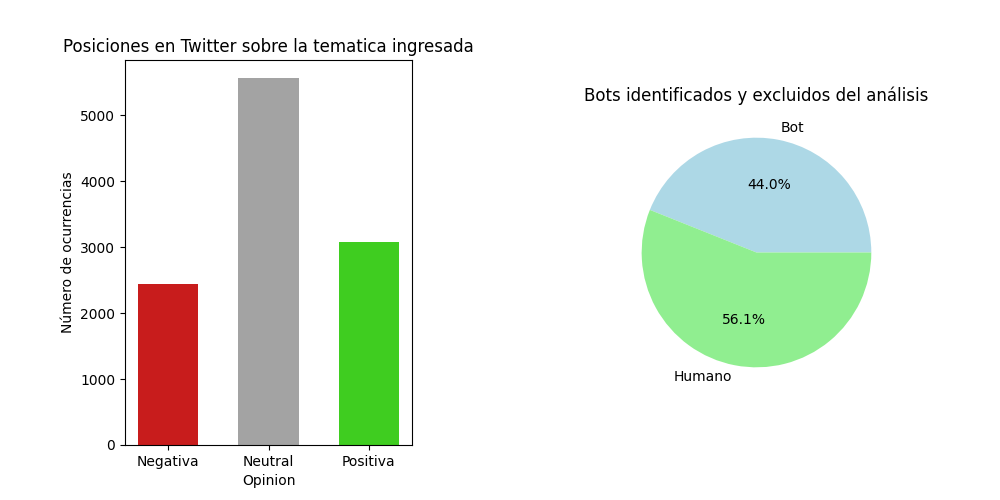 Posiciones en Twitter sobre la tematica ingresada
Número de ocurrencias
5000
4000
3000
2000
1000
0
Negativa
Neutral
Positiva
Opinion
Bots identificados y excluidos del análisis
Bot
44.0%
56.1%
Humano